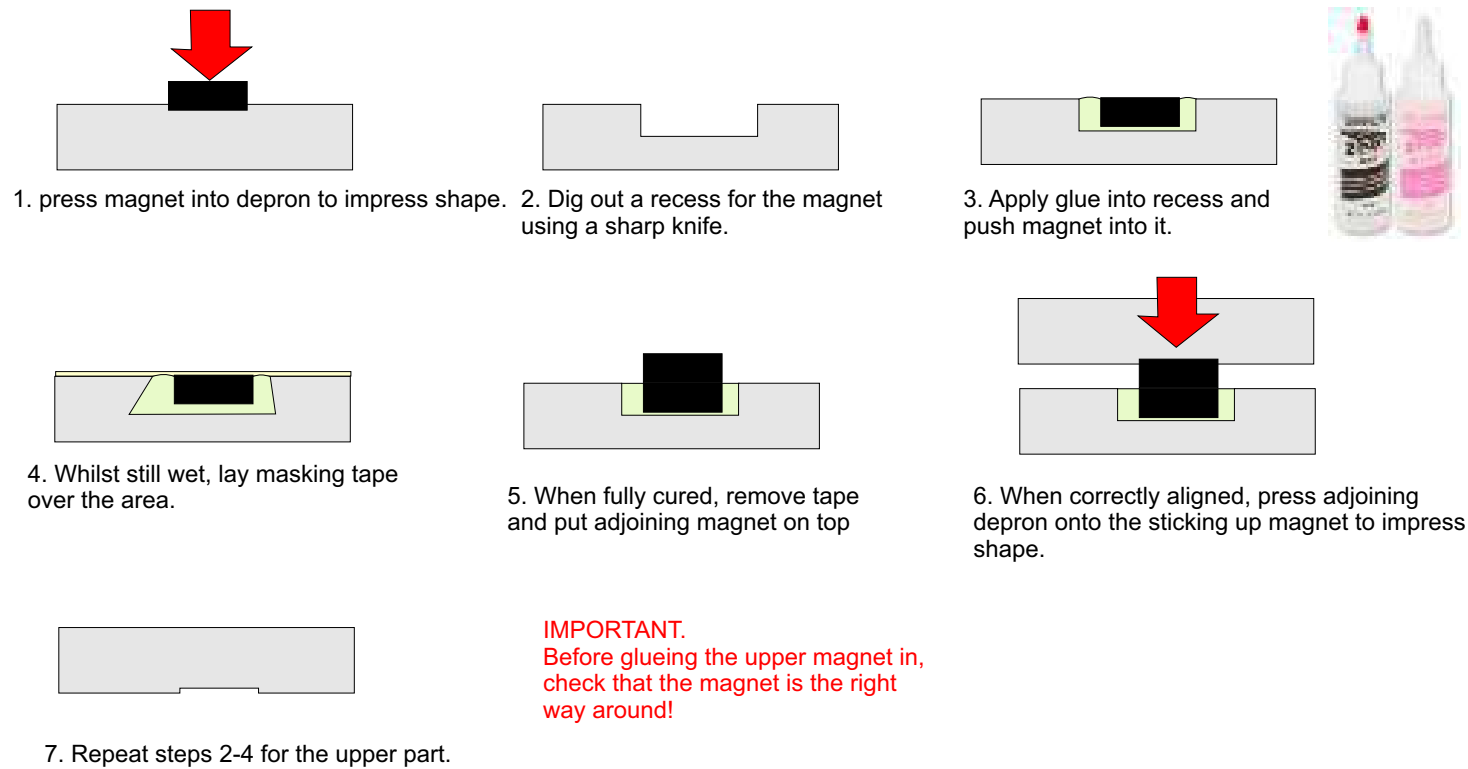 1. press magnet into depron to impress shape.
2. Dig out a recess for the magnet
using a sharp knife.
3. Apply glue into recess and
push magnet into it.
4. Whilst still wet, lay masking tape
over the area.
5. When fully cured, remove tape
and put adjoining magnet on top
6. When correctly aligned, press adjoining
depron onto the sticking up magnet to impress
shape.
7. Repeat steps 2-4 for the upper part.
IMPORTANT.
Before glueing the upper magnet in,
check that the magnet is the right
way around!